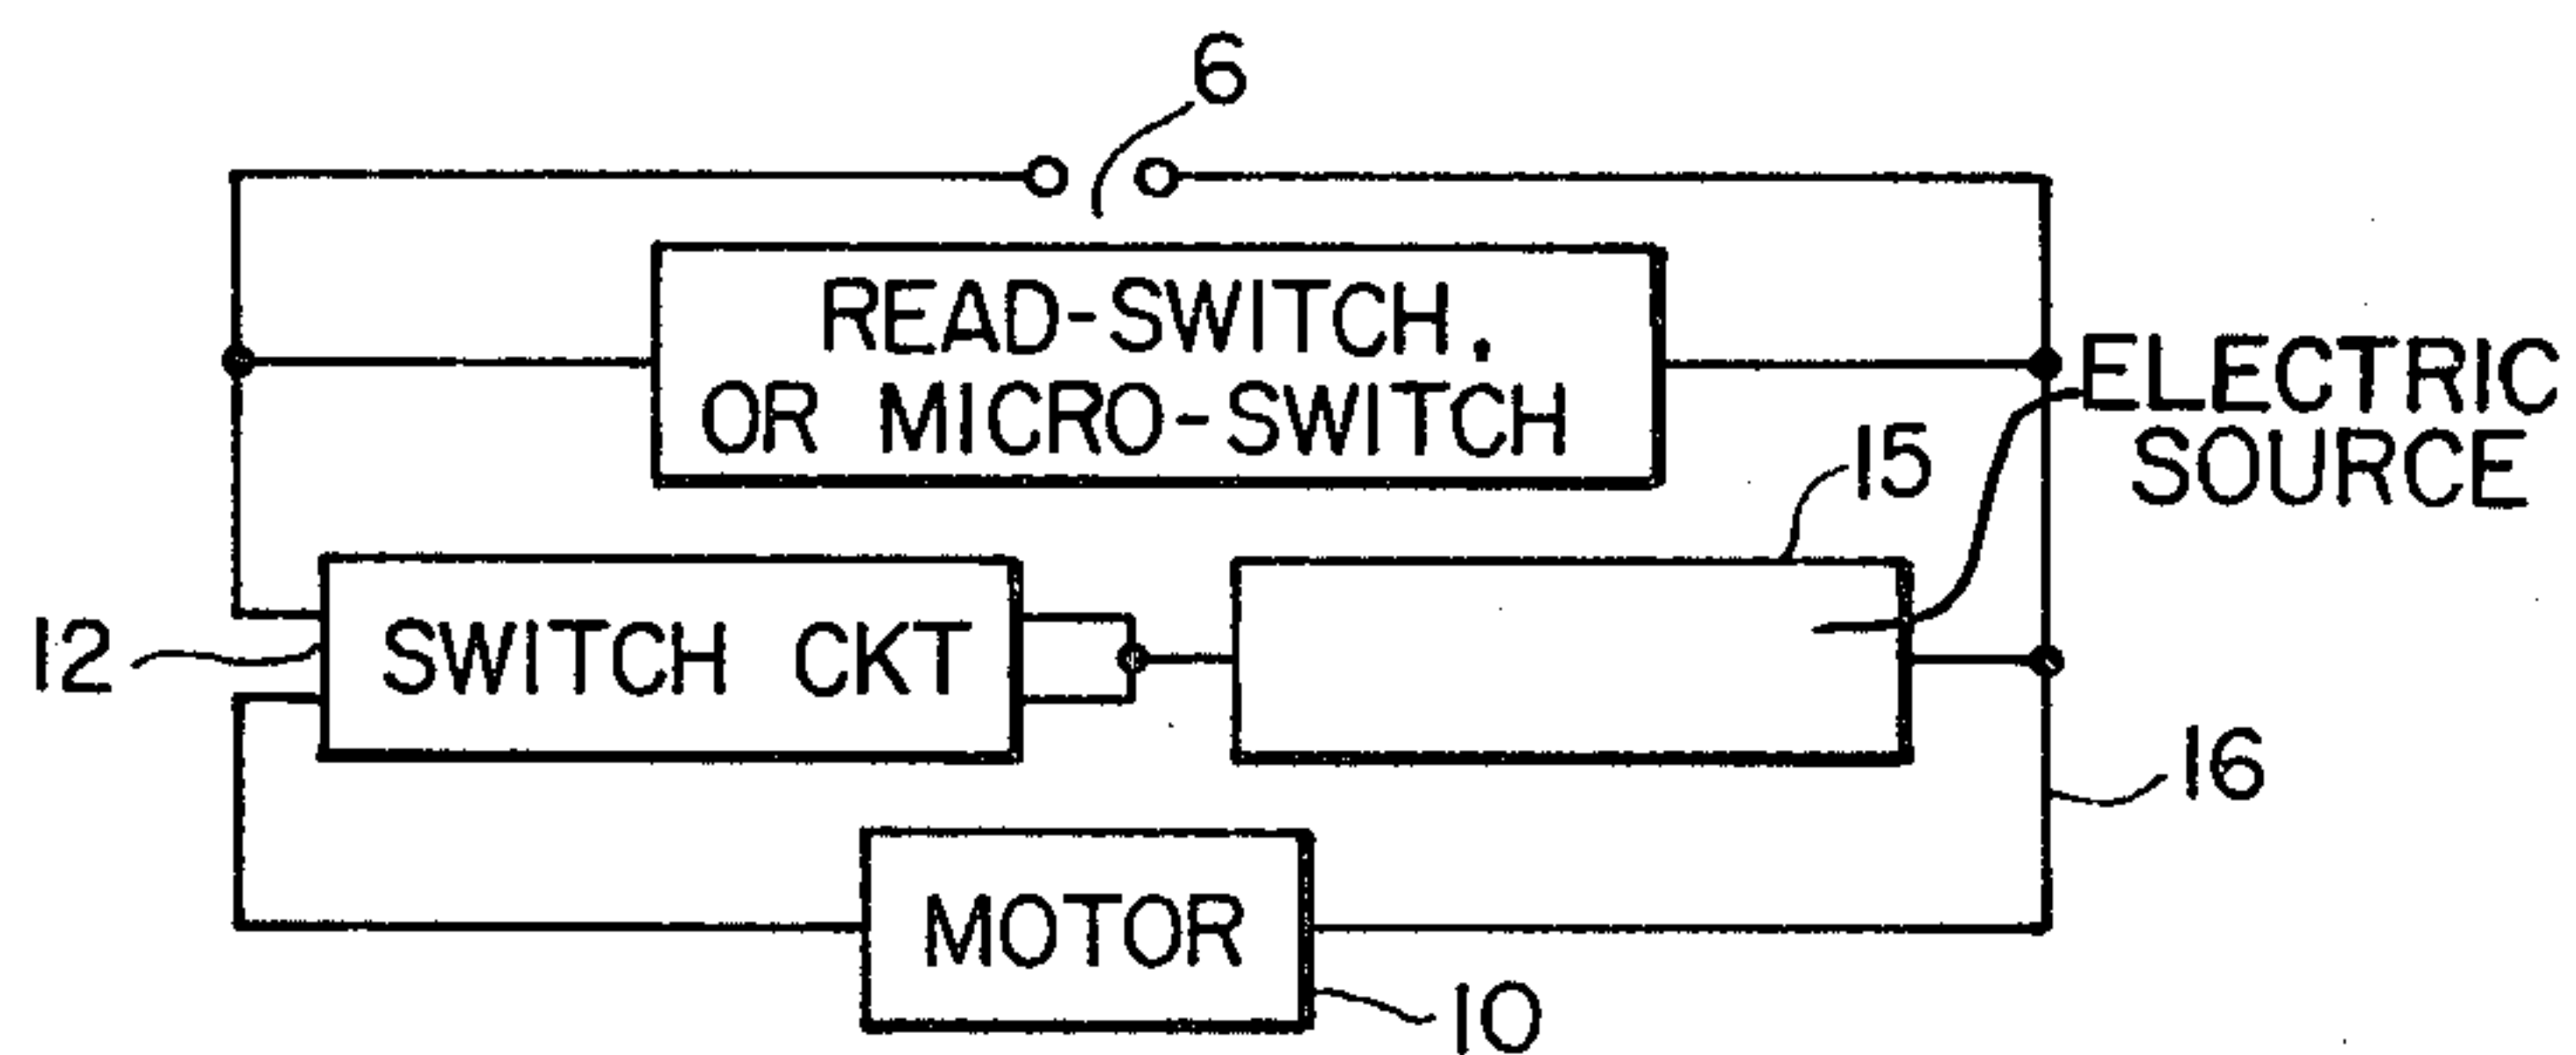 6
READ-SWITCH.
OR MICRO-SWITCH
ELECTRIC
SOURCE
15
12
SWITCH CKT
16
MOTOR
10